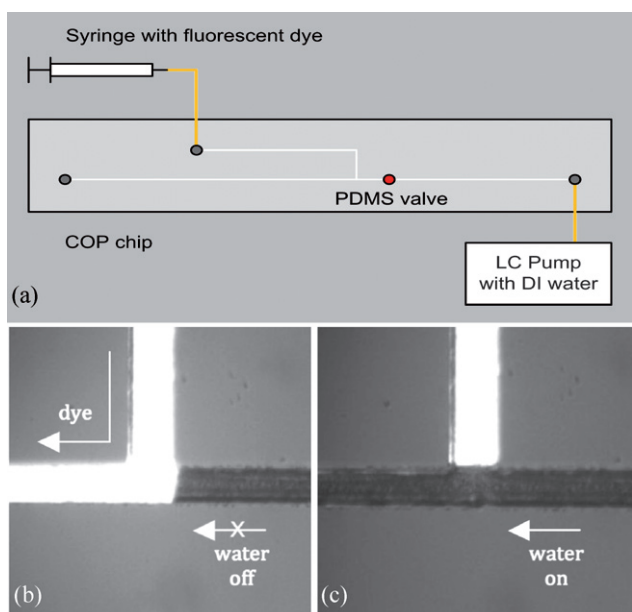 Syringe with fluorescent dye
PDMS valve
COP chip
LC Pump
with DI water
(a)
dye
water
off
(b)
water
on
(c)